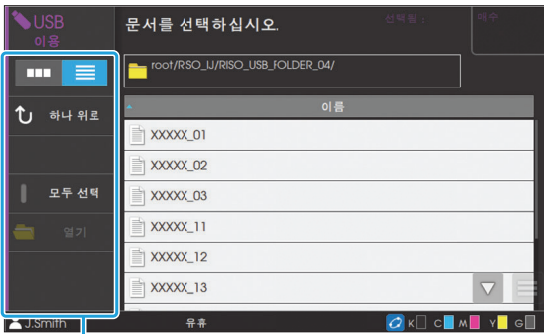 USB
이용
문서를 선택하십시오.
선택됨 :
매수
root/RSO_IJ/RISO_USB_FOLDER_04/
하나 위로
모두 선택
열기
이름
XXXXX_01
XXXXX_02
XXXXX_03
XXXXX_11
XXXXX_12
XXXXX_13
J.Smith
유휴
K C M Y G